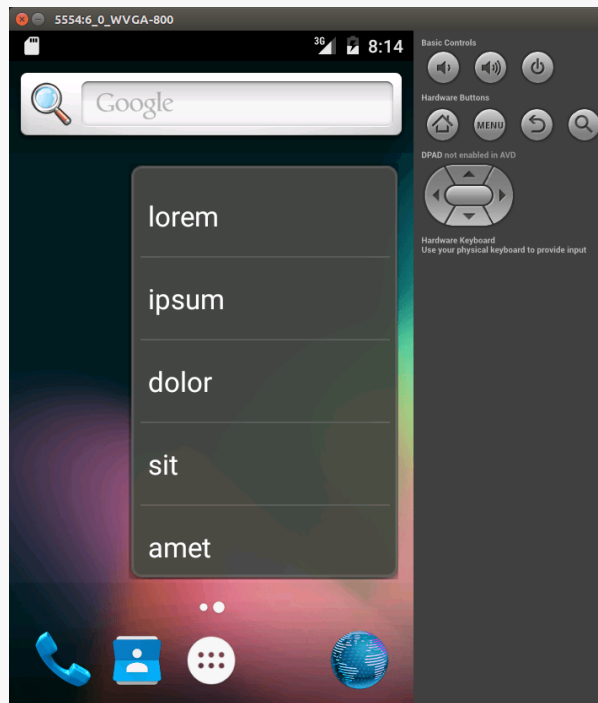 5554:6_0_WVGA-800
3G 8:14
Google
lorem
ipsum
dolor
sit
amet
Basic Controls
Hardware Buttons
MENU
DPAD not enabled in AVD
Hardware Keyboard
Use your physical keyboard to provide input